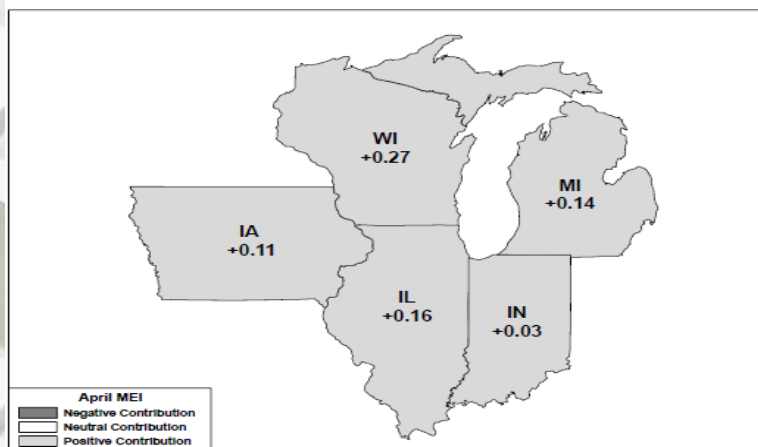 WI
+0.27
MI
+0.14
IA
+0.11
IL
+0.16
IN
+0.03
April MEI
Negative Contribution
Neutral Contribution
Positive Contribution